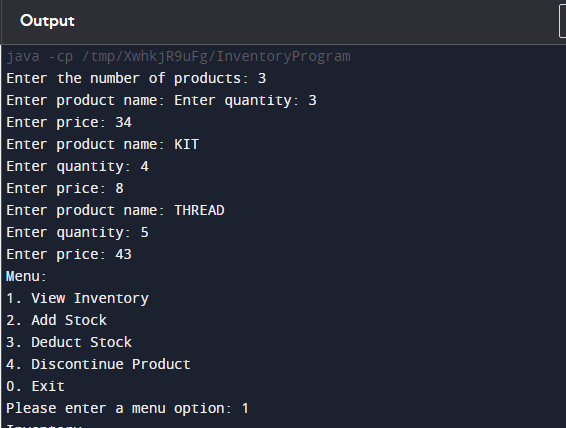 Output
java -cp /tmp/XwhkjR9uFg/InventoryProgram
Enter the number of products: 3
Enter product name: Enter quantity: 3
Enter price: 34
Enter product name: KIT
Enter quantity: 4
Enter price: 8
Enter product name: THREAD
Enter quantity: 5
Enter price: 43
Menu:
1. View Inventory
2. Add Stock
3. Deduct Stock
4. Discontinue Product
0. Exit
Please enter a menu option: 1